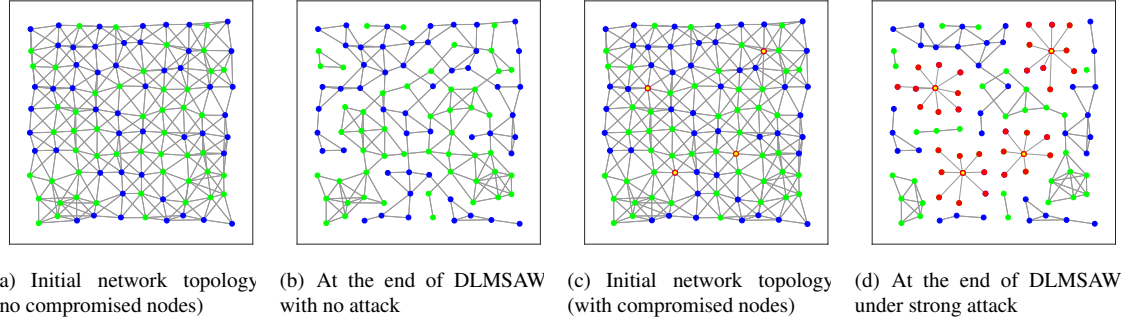 a) Initial network topology
no compromised nodes)
(b) At the end of DLMSAW
with no attack
(c) Initial network topology
(with compromised nodes)
(d) At the end of DLMSAW
under strong attack